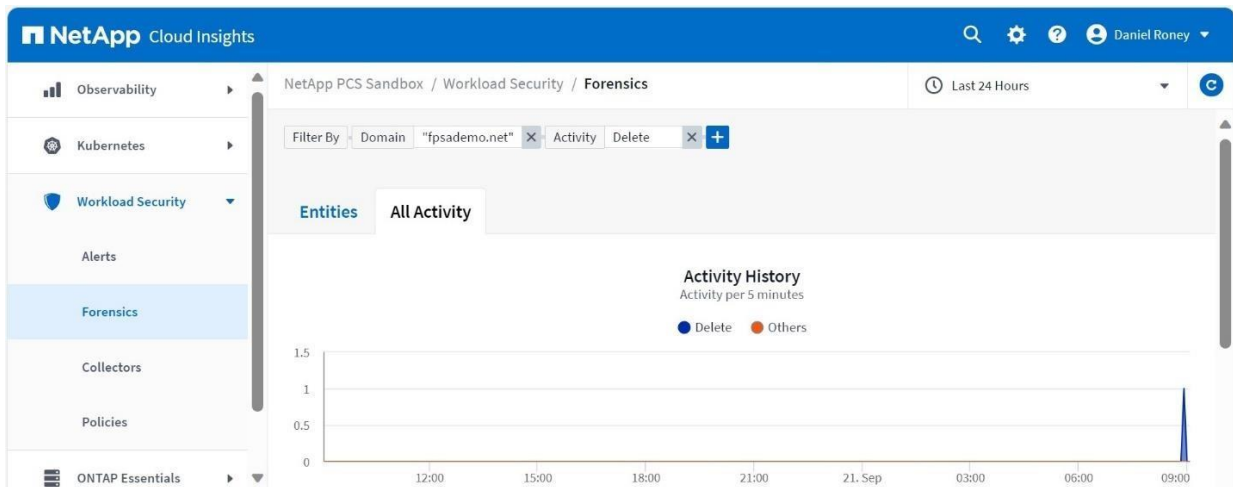 NetApp Cloud Insights
Daniel Roney
Observability
Kubernetes
Workload Security
Alerts
Forensics
Collectors
Policies
ONTAP Essentials
NetApp PCS Sandbox / Workload Security / Forensics
Last 24 Hours
Filter By Domain "fpsademo.net" X Activity Delete X +
Entities All Activity
Activity History
Activity per 5 minutes
Delete Others
1.5
1
0.5
0
12:00 15:00 18:00 21:00 21. Sep 03:00 06:00 09:00